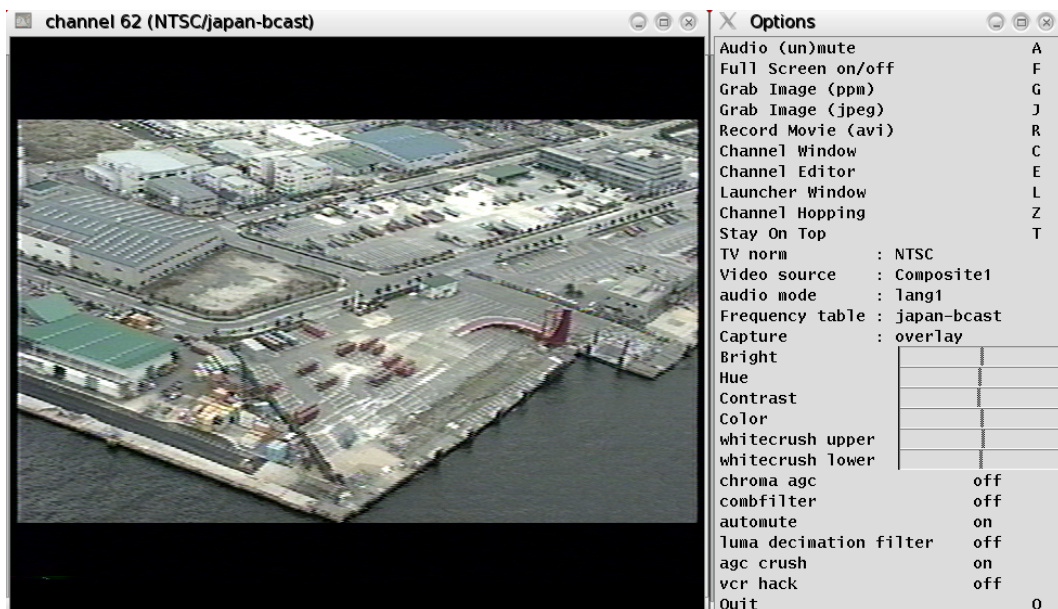 channel 62 (NTSC/japan-bcast)
Options
Audio (un)mute A
Full Screen on/off F
Grab Image (ppm) G
Grab Image (jpeg) J
Record Movie (avi) R
Channel Window C
Channel Editor E
Launcher Window L
Channel Hopping Z
Stay On Top T
TV norm : NTSC
Video source : Composite1
audio mode : lang1
Frequency table : japan-bcast
Capture : overlay
Bright
Hue
Contrast
Color
whitecrush upper
whitecrush lower
chroma agc off
combfilter off
automute on
luma decimation filter off
agc crush on
vcr hack off
Quit Q